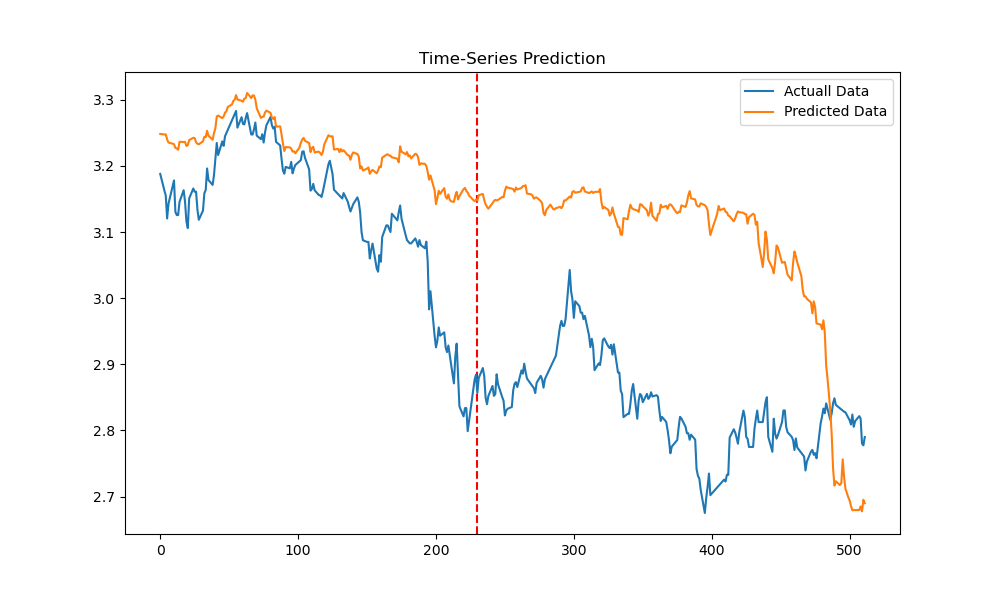 Time-Series Prediction
Actuall Data
Predicted Data
3.3
3.2
3.1
3.0
2.9
2.8
2.7
0 100 200 300 400 500